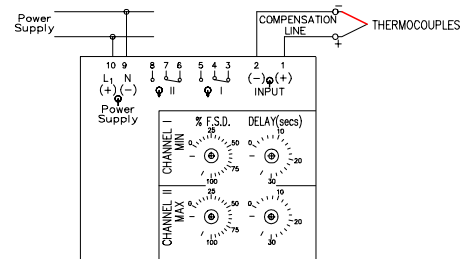 Power
Supply
COMPENSATION
LINE
−
+
THERMOCOUPLES
10 9 8 7 6 5 4 3 2 1
L1 N
(+) (−)
Power
Supply
II
I
(−) (+)
INPUT
CHANNEL I
MIN
% F.S.D.
0 25 50 75 100
DELAY(secs)
0 10 20 30
CHANNEL II
MAX
0 25 50 75 100
0 10 20 30